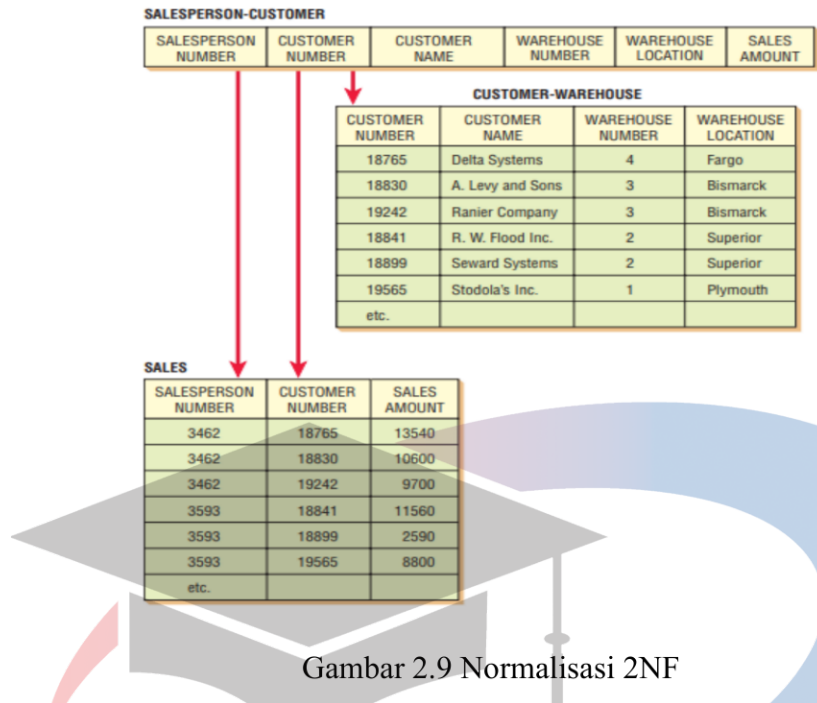 SALESPERSON-CUSTOMER
SALESPERSON NUMBER CUSTOMER NUMBER CUSTOMER NAME WAREHOUSE NUMBER WAREHOUSE LOCATION SALES AMOUNT
CUSTOMER-WAREHOUSE
CUSTOMER NUMBER CUSTOMER NAME WAREHOUSE NUMBER WAREHOUSE LOCATION
18765 Delta Systems 4 Fargo
18830 A. Levy and Sons 3 Bismarck
19242 Ranier Company 3 Bismarck
18841 R. W. Flood Inc. 2 Superior
18899 Seward Systems 2 Superior
19565 Stodola's Inc. 1 Plymouth
etc.
SALES
SALESPERSON NUMBER CUSTOMER NUMBER SALES AMOUNT
3462 18765 13540
3462 18830 10600
3462 19242 9700
3593 18841 11560
3593 18899 2590
3593 19565 8800
etc.
Gambar 2.9 Normalisasi 2NF